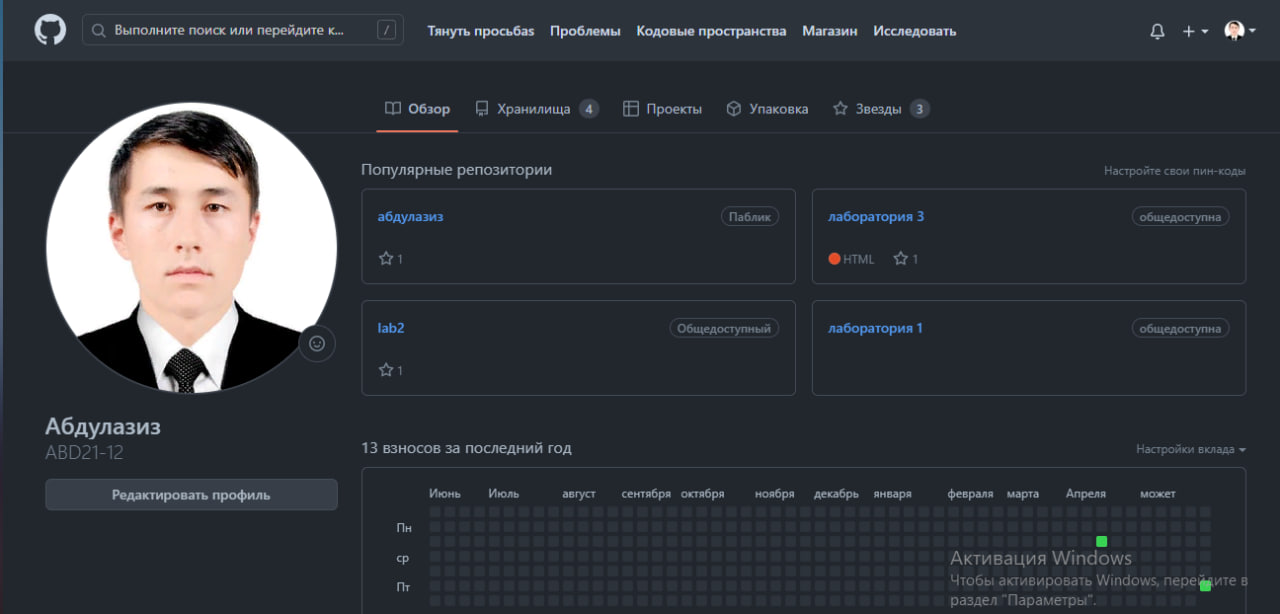 Выполните поиск или перейдите к... /
Тянуть просьбас Проблемы Кодовые пространства Магазин Исследовать
Обзор Хранилища 4 Проекты Упаковка Звезды 3
Популярные репозитории Настройте свои пин-коды
абдулазиз Паблик
1
лаборатория 3 общедоступна
HTML 1
lab2 Общедоступный
1
лаборатория 1 общедоступна
Абдулазиз
ABD21-12
Редактировать профиль
13 взносов за последний год Настройки вклада
Июнь Июль август сентября октября ноября декабрь января февраля марта Апреля может
Пн
ср
Пт
Активация Windows
Чтобы активировать Windows, перейдите в
раздел "Параметры".